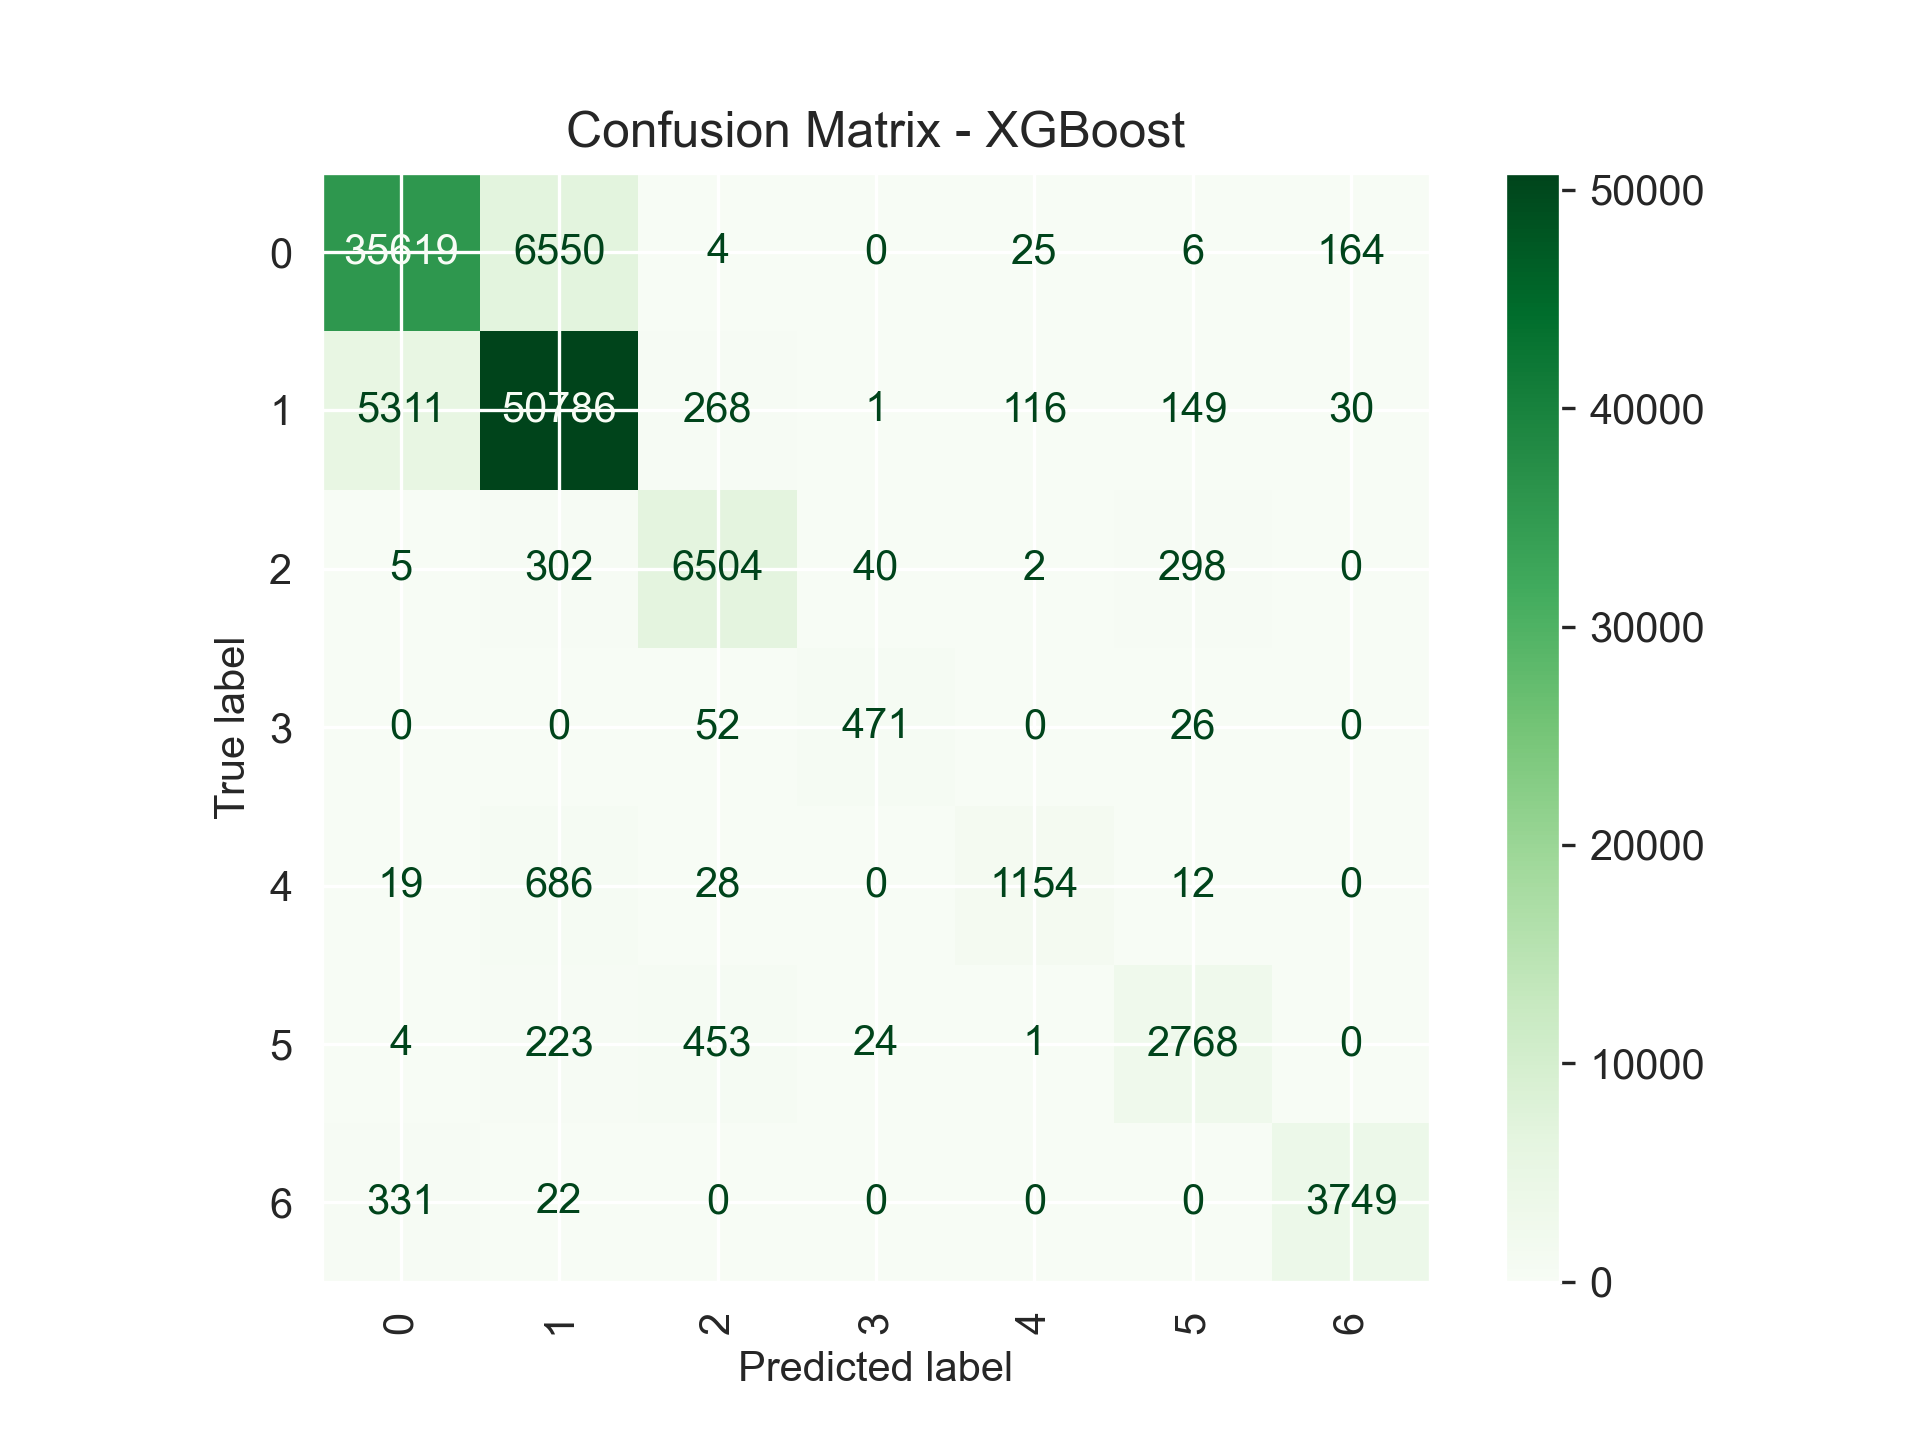 Confusion Matrix - XGBoost
0 35619 6550 4 0 25 6 164
1 5311 50786 268 1 116 149 30
2 5 302 6504 40 2 298 0
3 0 0 52 471 0 26 0
4 19 686 28 0 1154 12 0
5 4 223 453 24 1 2768 0
6 331 22 0 0 0 0 3749
0 1 2 3 4 5 6
Predicted label
True label
50000
40000
30000
20000
10000
0